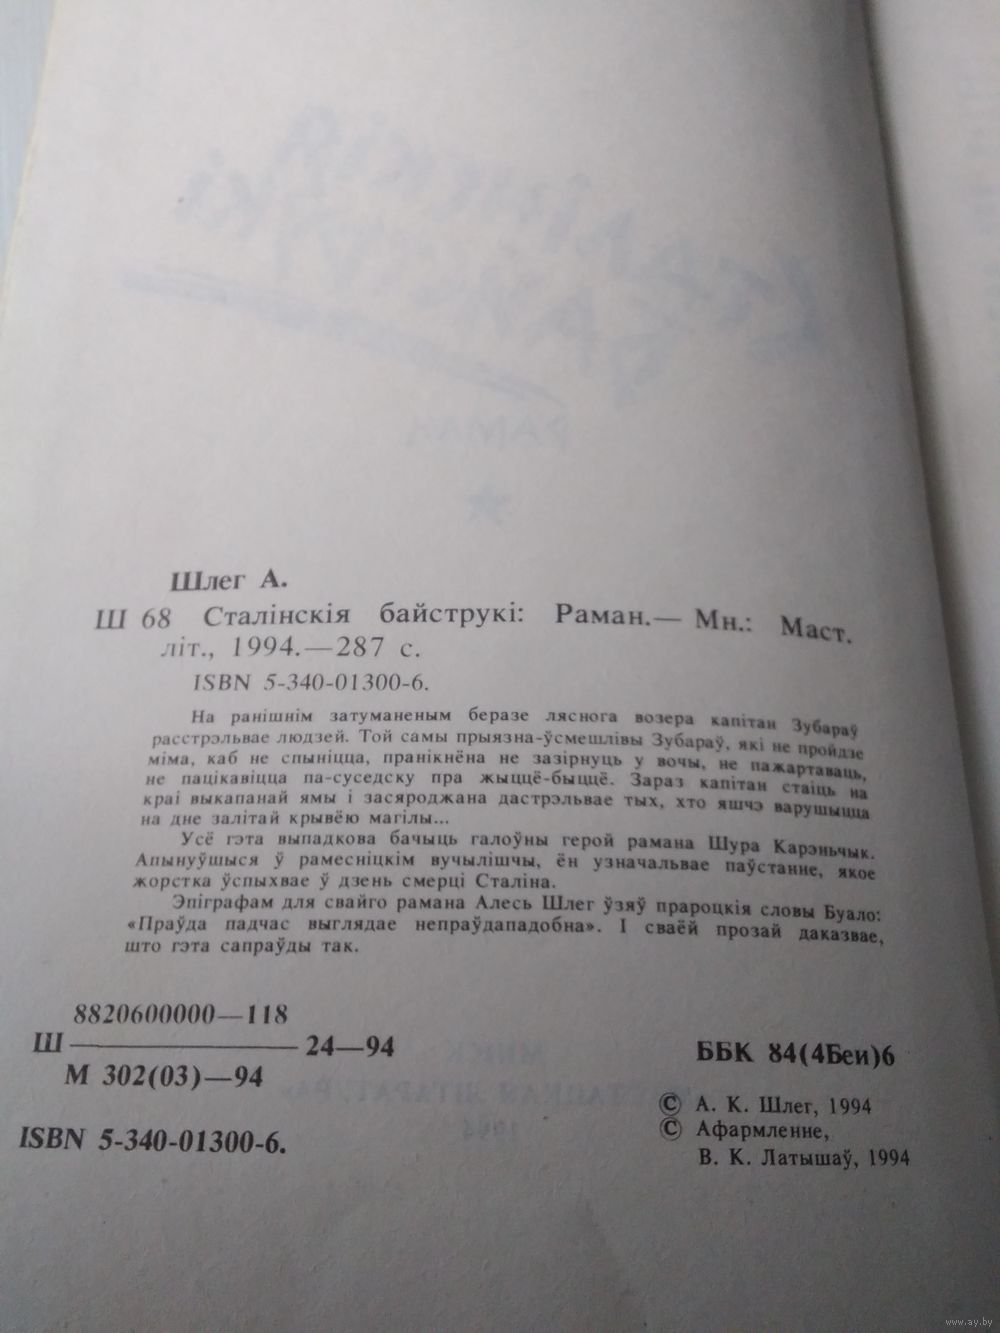 Шлег А.
Ш 68 Сталінскія байструкі: Раман.— Мн.: Маст.
літ., 1994.—287 с.
ISBN 5-340-01300-6.
На ранішнім затуманеным беразе ляснога возера капітан Зубараў
расстрэльвае людзей. Той самы прыязна-ўсмешлівы Зубараў, які не пройдзе
міма, каб не спыніцца, пранікнёна не зазірнуць у вочы, не пажартаваць,
не пацікавіцца па-суседску пра жыццё-быццё. Зараз капітан стаіць на
краі выкапанай ямы і засяроджана дастрэльвае тых, хто яшчэ варушыцца
на дне залітай крывёю магілы...
Усё гэта выпадкова бачыць галоўны герой рамана Шура Карэньчык.
Апынуўшыся ў рамесніцкім вучылішчы, ён узначальвае паўстанне, якое
жорстка ўспыхвае ў дзень смерці Сталіна.
Эпіграфам для свайго рамана Алесь Шлег ўзяў прароцкія словы Буало:
«Праўда падчас выглядае непраўдападобна». І сваёй прозай даказвае,
што гэта сапраўды так.
8820600000—118
Ш ——— 24—94
М 302(03)—94
ББК 84(4Беи)6
ISBN 5-340-01300-6.
© А. К. Шлег, 1994
© Афармленне,
В. К. Латышаў, 1994
www.ay.by